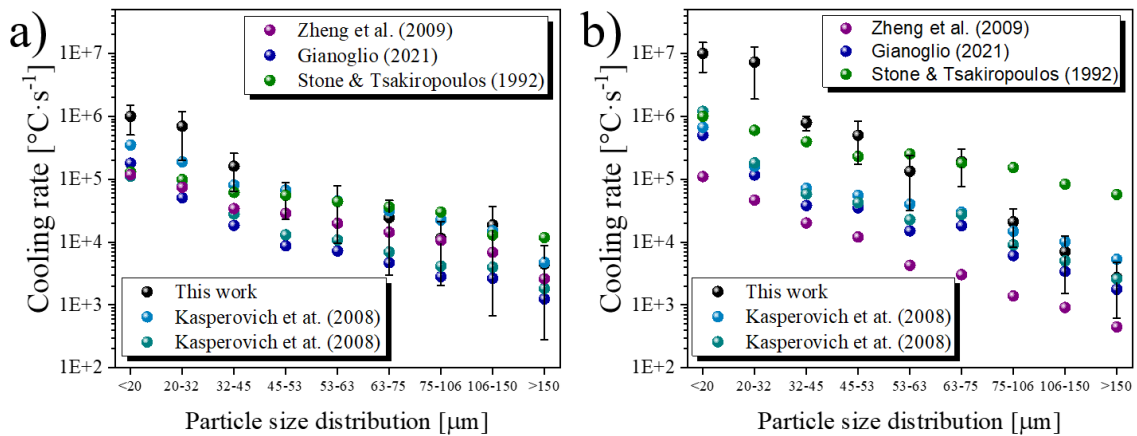 a)
Zheng et al. (2009)
Gianoglio (2021)
Stone & Tsakiropoulos (1992)
Cooling rate [°C·s⁻¹]
1E+7
1E+6
1E+5
1E+4
1E+3
1E+2
This work
Kasperovich et at. (2008)
Kasperovich et at. (2008)
<20 20-32 32-45 45-53 53-63 63-75 75-106 106-150 >150
Particle size distribution [μm]
b)
Zheng et al. (2009)
Gianoglio (2021)
Stone & Tsakiropoulos (1992)
Cooling rate [°C·s⁻¹]
1E+7
1E+6
1E+5
1E+4
1E+3
1E+2
This work
Kasperovich et at. (2008)
Kasperovich et at. (2008)
<20 20-32 32-45 45-53 53-63 63-75 75-106 106-150 >150
Particle size distribution [μm]